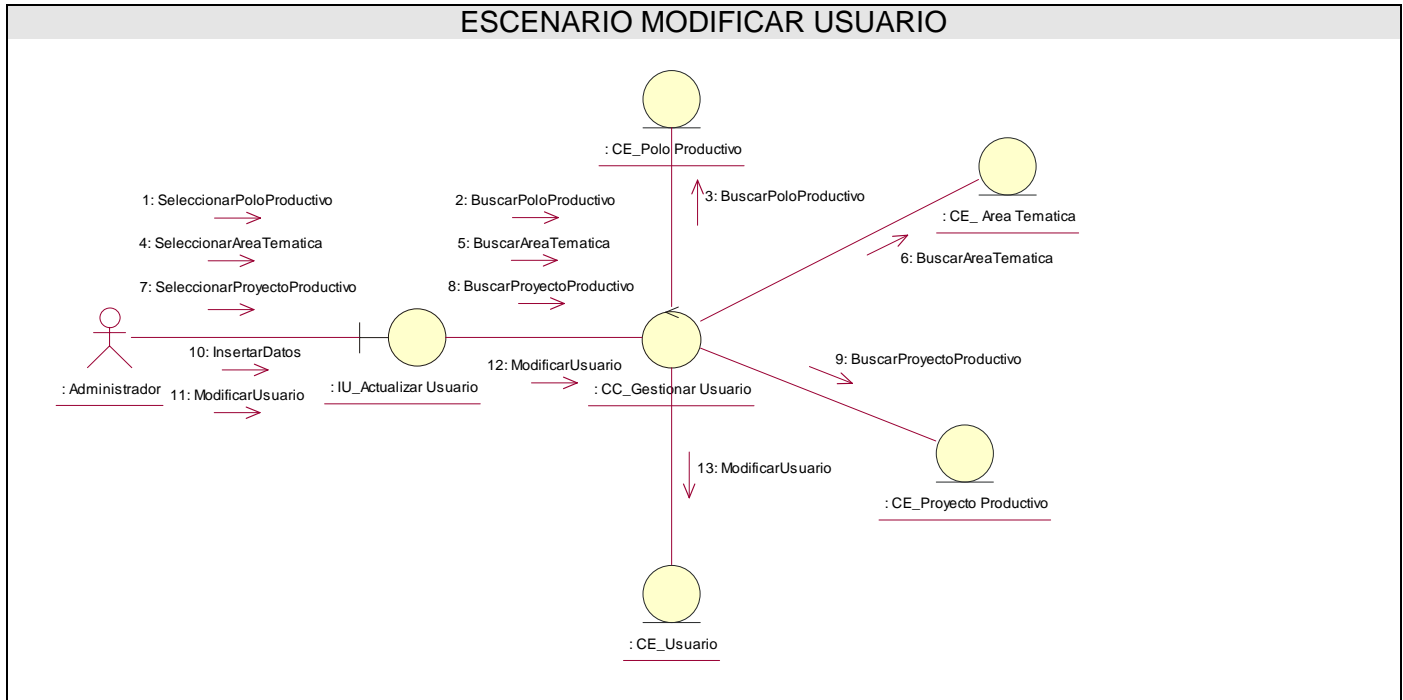 ESCENARIO MODIFICAR USUARIO
: CE_Polo Productivo
1: SeleccionarPoloProductivo
2: BuscarPoloProductivo
3: BuscarPoloProductivo
: CE_ Area Tematica
4: SeleccionarAreaTematica
5: BuscarAreaTematica
6: BuscarAreaTematica
7: SeleccionarProyectoProductivo
8: BuscarProyectoProductivo
10: InsertarDatos
9: BuscarProyectoProductivo
12: ModificarUsuario
: Administrador
11: ModificarUsuario
: IU_Actualizar Usuario
: CC_Gestionar Usuario
13: ModificarUsuario
: CE_Proyecto Productivo
: CE_Usuario